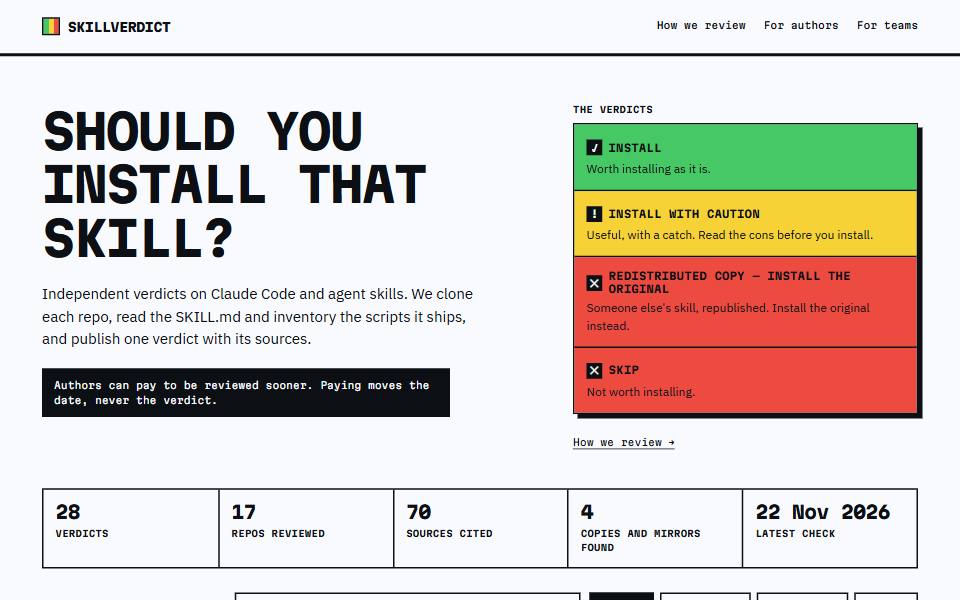 SKILLVERDICT
How we review For authors For teams
SHOULD YOU
INSTALL THAT
SKILL?
Independent verdicts on Claude Code and agent skills. We clone
each repo, read the SKILL.md and inventory the scripts it ships,
and publish one verdict with its sources.
Authors can pay to be reviewed sooner. Paying moves the
date, never the verdict.
THE VERDICTS
✓ INSTALL
Worth installing as it is.
! INSTALL WITH CAUTION
Useful, with a catch. Read the cons before you install.
✕ REDISTRIBUTED COPY — INSTALL THE
ORIGINAL
Someone else's skill, republished. Install the original
instead.
✕ SKIP
Not worth installing.
How we review →
28
VERDICTS
17
REPOS REVIEWED
70
SOURCES CITED
4
COPIES AND MIRRORS
FOUND
22 Nov 2026
LATEST CHECK